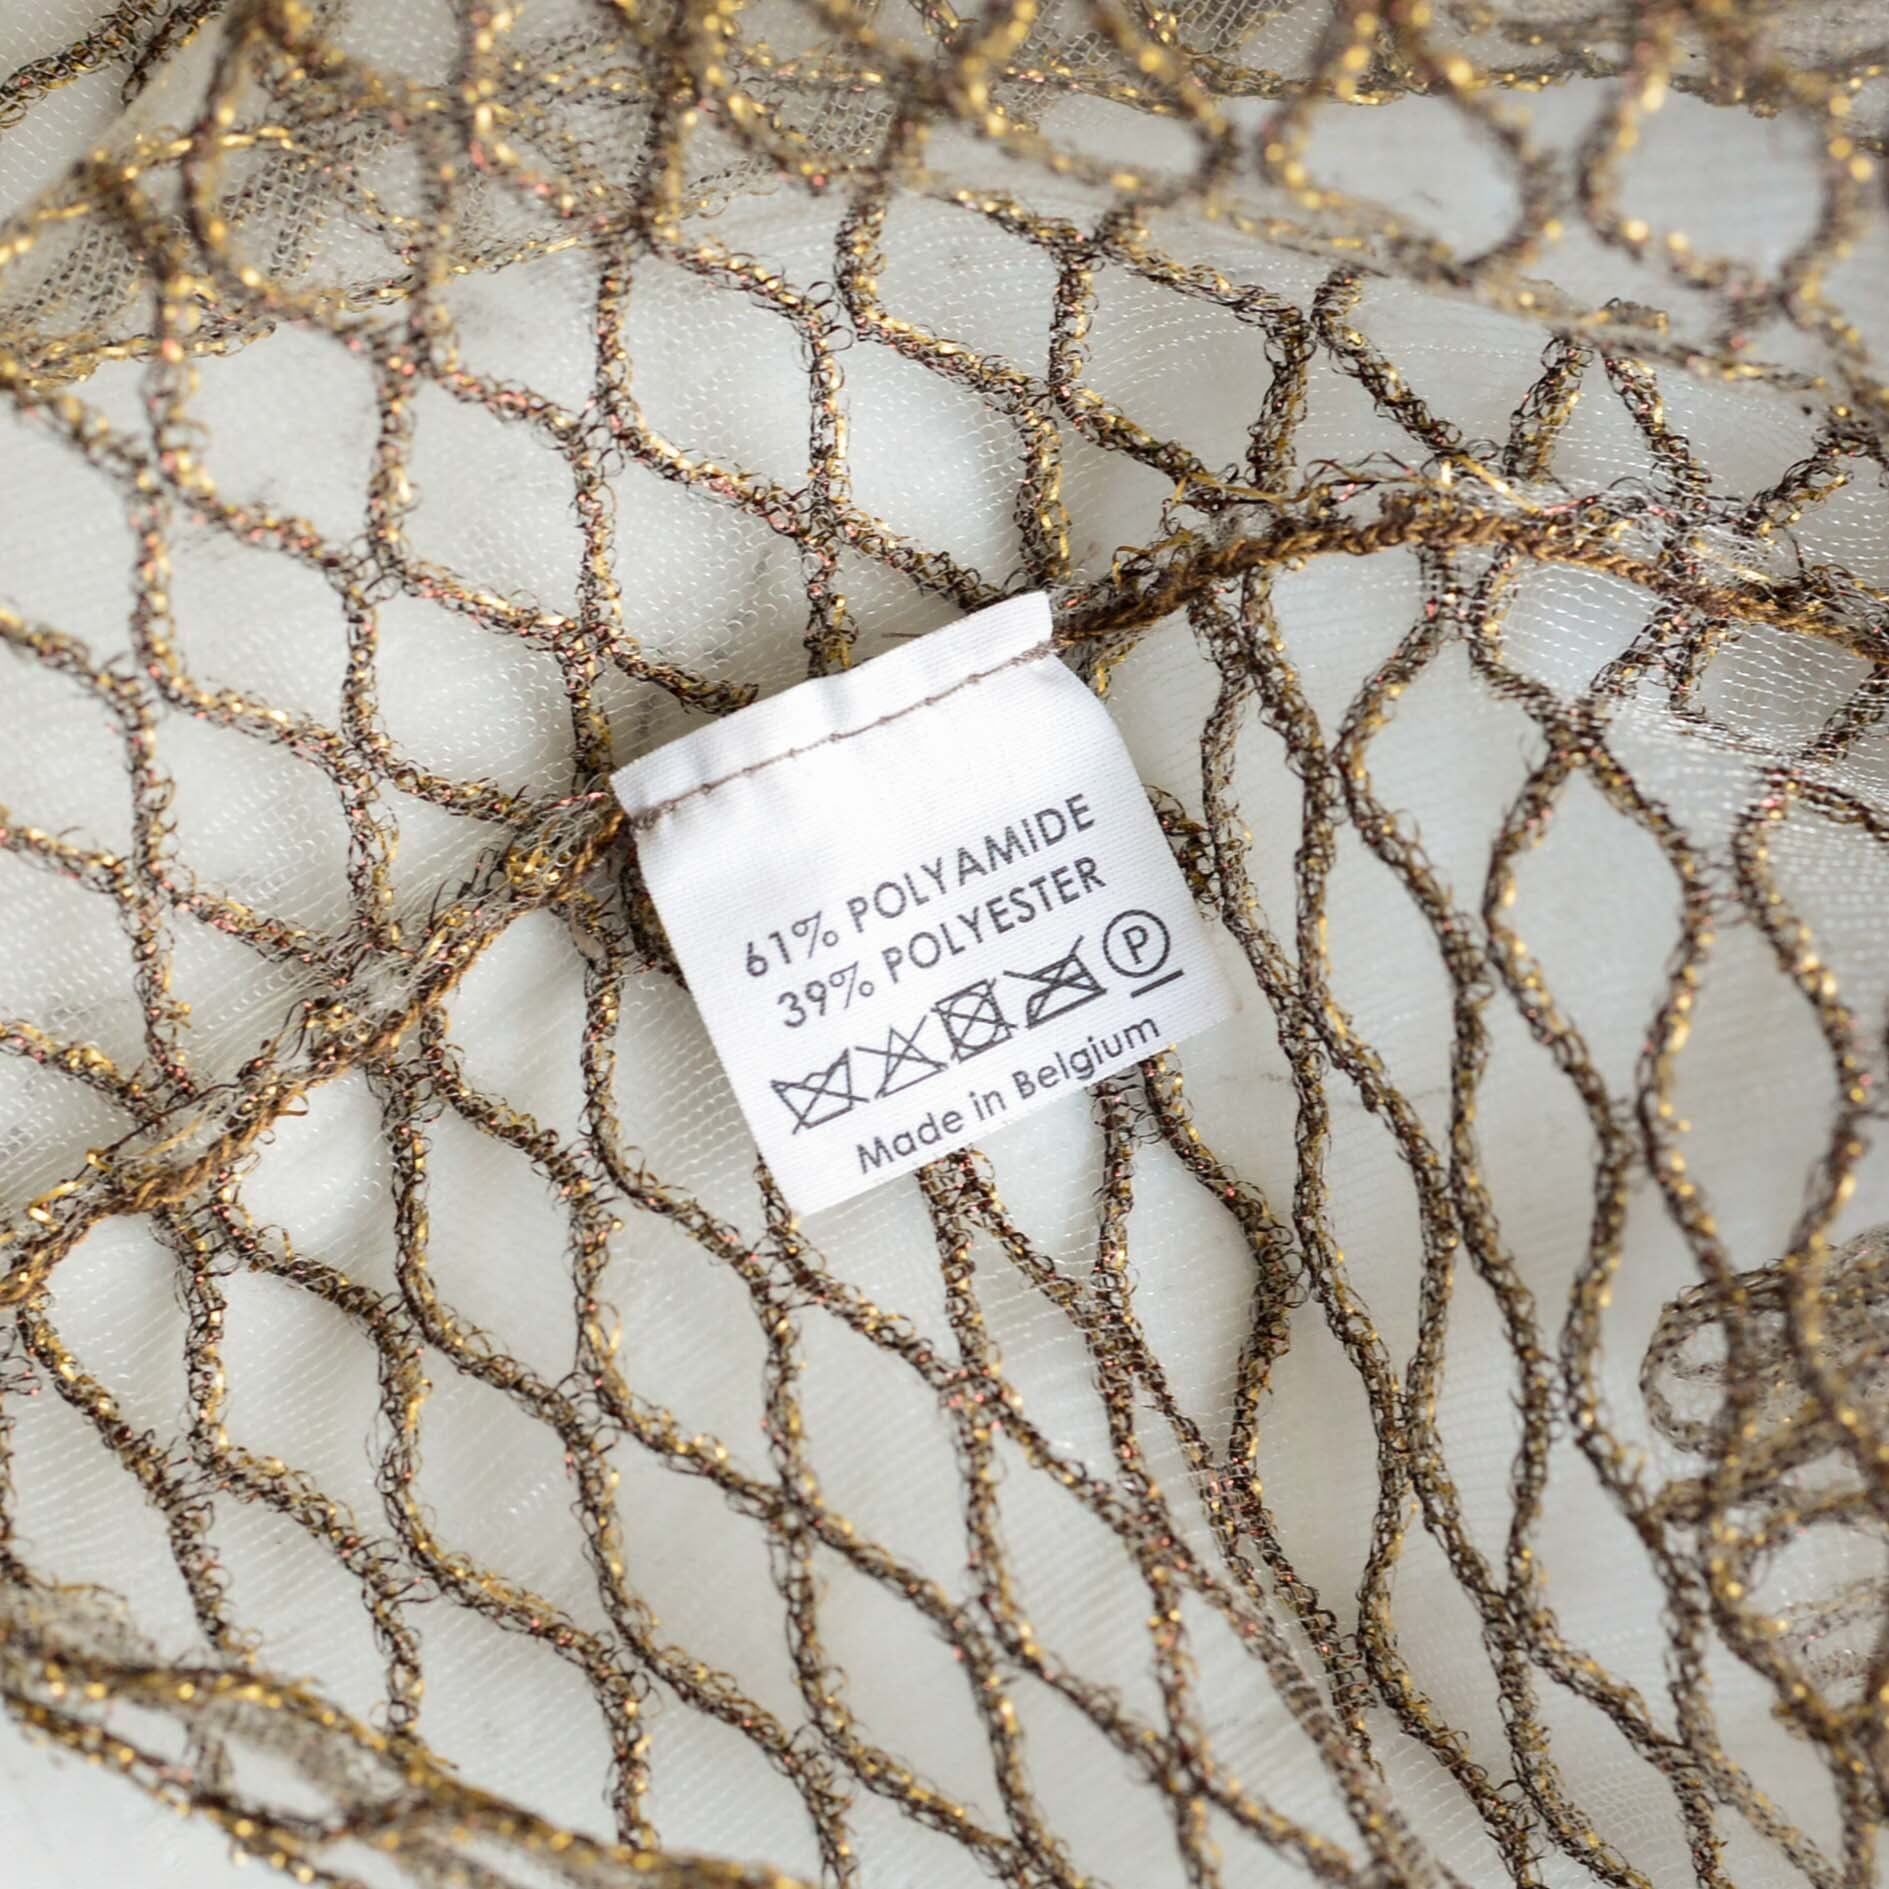 61% POLYAMIDE
39% POLYESTER
P
Made in Belgium